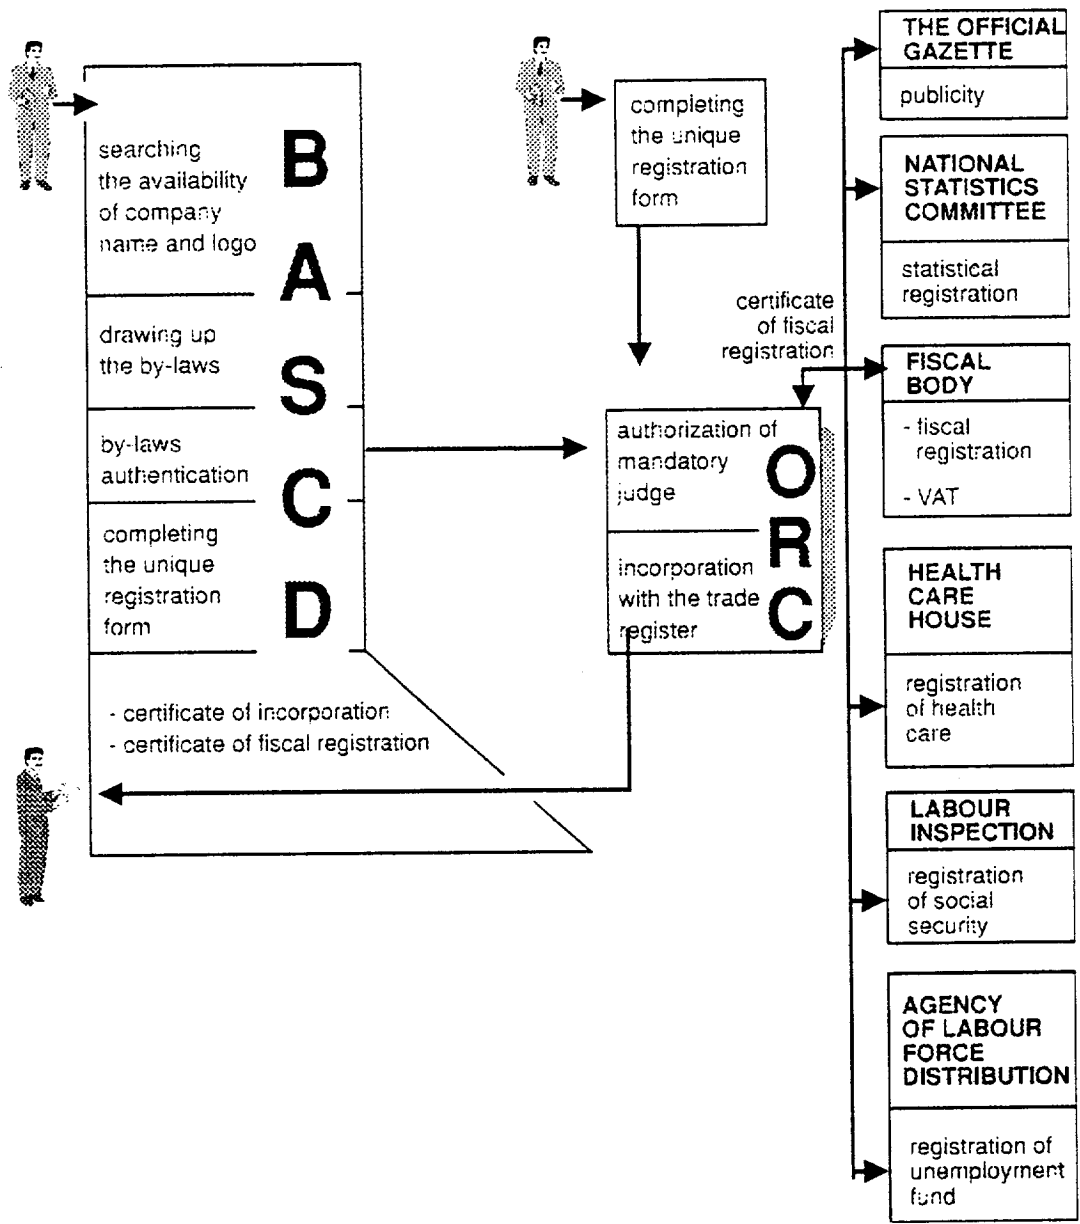 searching
the availability
of company
name and logo
drawing up
the by-laws
by-laws
authentication
completing
the unique
registration
form
B
A
S
C
D
- certificate of incorporation
- certificate of fiscal registration
completing
the unique
registration
form
authorization of
mandatory
judge
incorporation
with the trade
register
O
R
C
certificate
of fiscal
registration
THE OFFICIAL
GAZETTE
publicity
NATIONAL
STATISTICS
COMMITTEE
statistical
registration
FISCAL
BODY
- fiscal
registration
- VAT
HEALTH
CARE
HOUSE
registration
of health
care
LABOUR
INSPECTION
registration
of social
security
AGENCY
OF LABOUR
FORCE
DISTRIBUTION
registration of
unemployment
fund